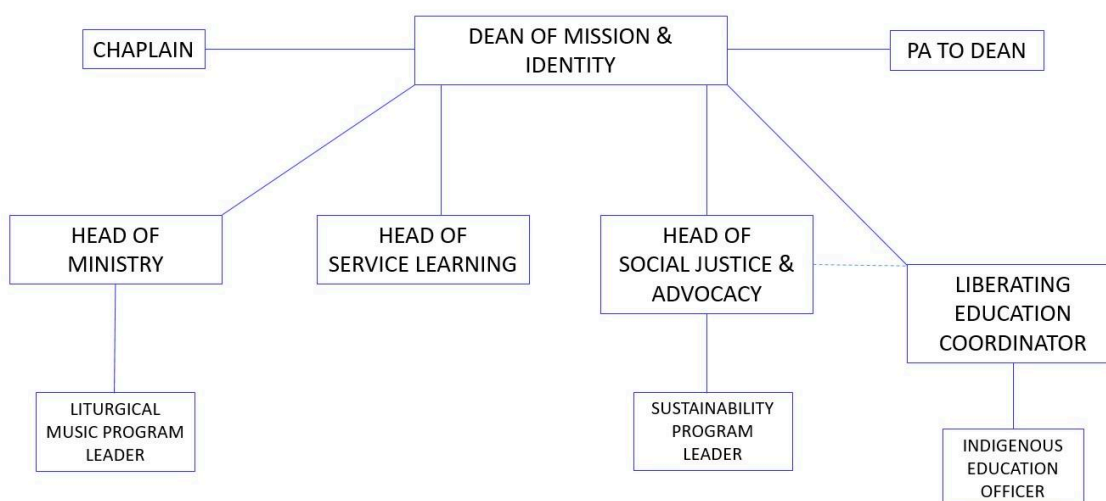 CHAPLAIN
DEAN OF MISSION &
IDENTITY
PA TO DEAN
HEAD OF
MINISTRY
HEAD OF
SERVICE LEARNING
HEAD OF
SOCIAL JUSTICE &
ADVOCACY
LIBERATING
EDUCATION
COORDINATOR
LITURGICAL
MUSIC PROGRAM
LEADER
SUSTAINABILITY
PROGRAM
LEADER
INDIGENOUS
EDUCATION
OFFICER